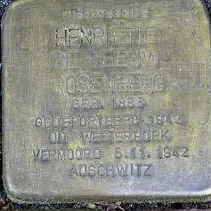 HENRIETTE
ROSENBERG
GEB. 1883
GEDEPORTEERD 1942
UIT WESTERBORK
VERMOORD 5.11.1942
AUSCHWITZ